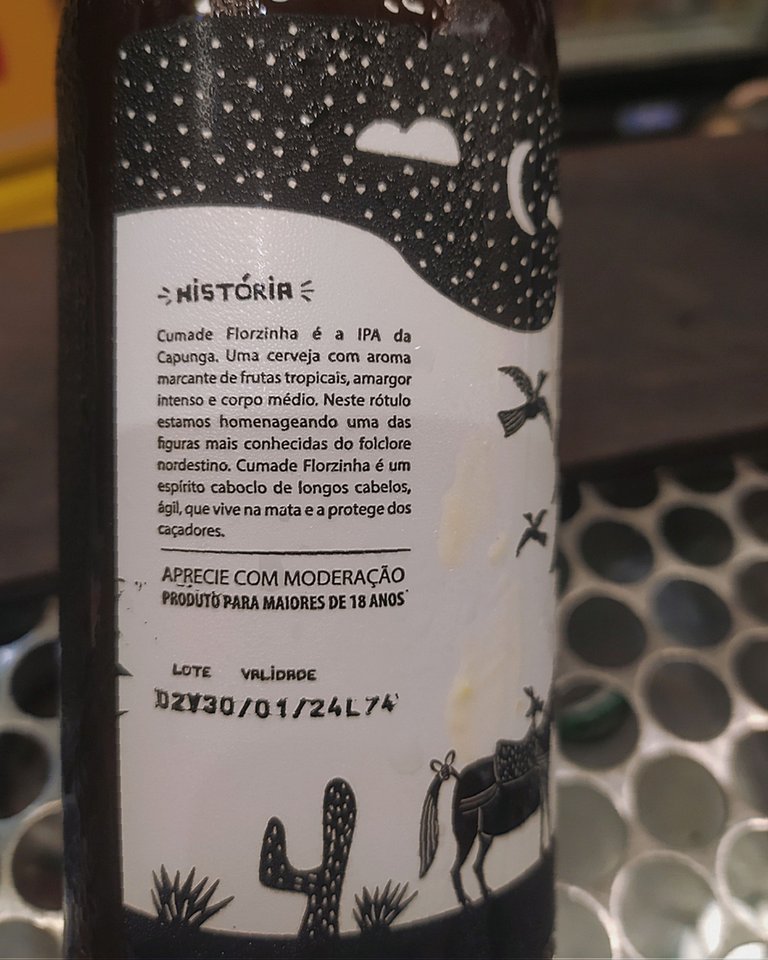 HISTÓRIA
Cumade Florzinha é a IPA da
Capunga. Uma cerveja com aroma
marcante de frutas tropicais, amargor
intenso e corpo médio. Neste rótulo
estamos homenageando uma das
figuras mais conhecidas do folclore
nordestino. Cumade Florzinha é um
espírito caboclo de longos cabelos,
ágil, que vive na mata e a protege dos
caçadores.
APRECIE COM MODERAÇÃO
PRODUTO PARA MAIORES DE 18 ANOS
LOTE VALIDADE
DZV30/01/24L74